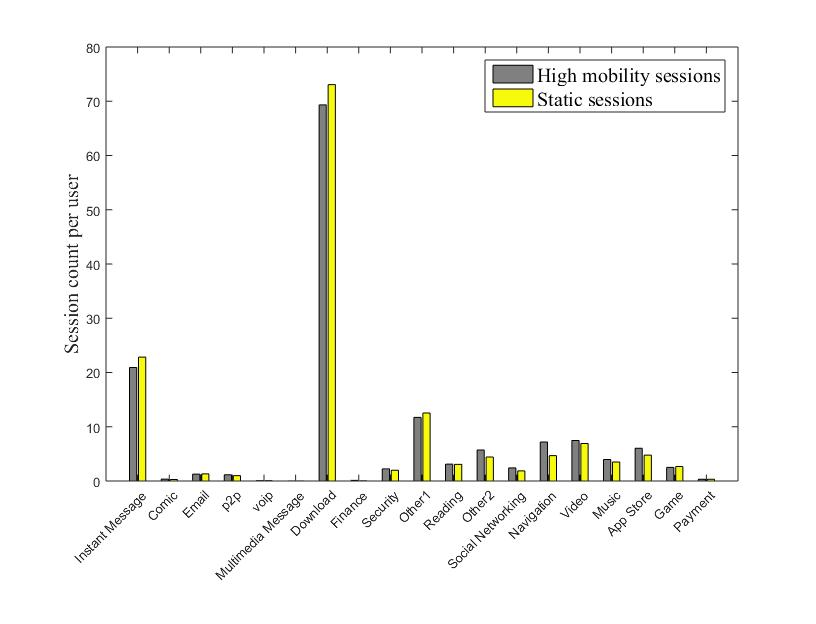 80
70
60
50
40
30
20
10
0
Session count per user
High mobility sessions
Static sessions
Instant Message
Comic
Email
p2p
voip
Multimedia Message
Download
Finance
Security
Other1
Reading
Other2
Social Networking
Navigation
Video
Music
App Store
Game
Payment